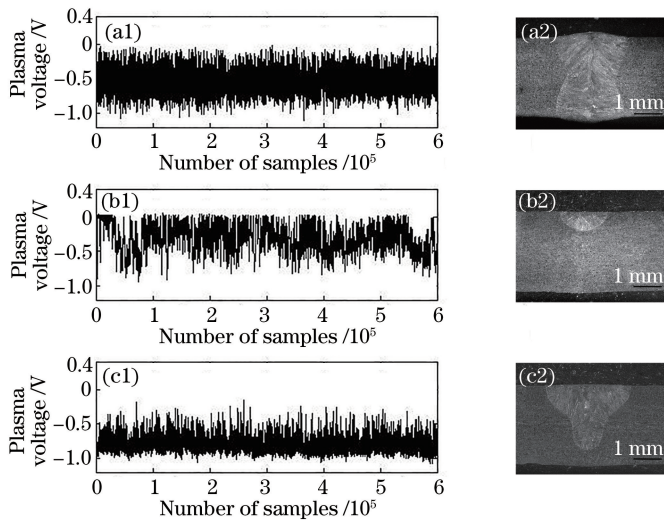 (a1)
Plasma
voltage /V
0.4
0
−0.5
−1.0
0 1 2 3 4 5 6
Number of samples /10⁵
(a2)
1 mm
(b1)
Plasma
voltage /V
0.4
0
−0.5
−1.0
0 1 2 3 4 5 6
Number of samples /10⁵
(b2)
1 mm
(c1)
Plasma
voltage /V
0.4
0
−0.5
−1.0
0 1 2 3 4 5 6
Number of samples /10⁵
(c2)
1 mm